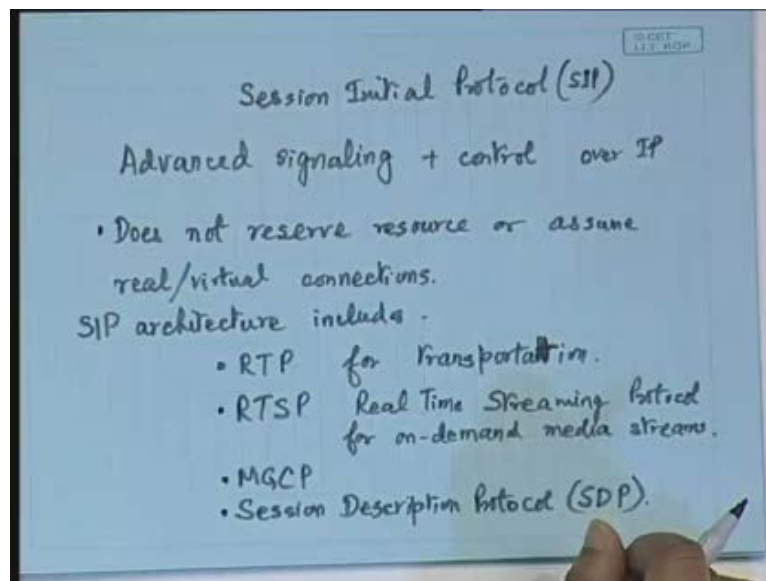 © CET
I.I.T. KGP
Session Initial Protocol (SIP)
Advanced signaling + control over IP
• Does not reserve resource or assume
real/virtual connections.
SIP architecture includes .
• RTP for Transportation.
• RTSP Real Time Streaming Protocol
for on-demand media streams.
• MGCP
• Session Description Protocol (SDP).